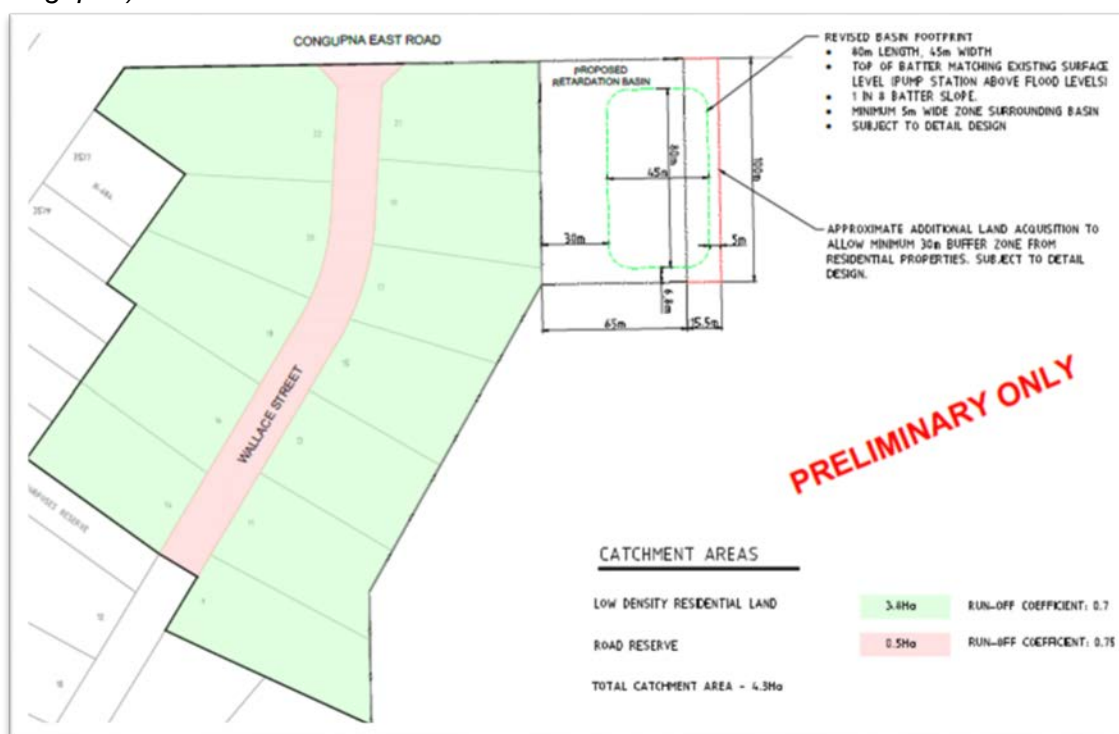 CONGUPNA EAST ROAD
PROPOSED
RETARDATION BASIN
REVISED BASIN FOOTPRINT
• 80m LENGTH, 45m WIDTH
• TOP OF BATTER MATCHING EXISTING SURFACE
LEVEL (PUMP STATION ABOVE FLOOD LEVELS)
• 1 IN 8 BATTER SLOPE.
• MINIMUM 5m WIDE ZONE SURROUNDING BASIN
• SUBJECT TO DETAIL DESIGN
80m
100m
45m
30m
5m
6.8m
65m
15.5m
APPROXIMATE ADDITIONAL LAND ACQUISITION TO
ALLOW MINIMUM 30m BUFFER ZONE FROM
RESIDENTIAL PROPERTIES. SUBJECT TO DETAIL
DESIGN.
WALLACE STREET
RESERVE
PRELIMINARY ONLY
CATCHMENT AREAS
LOW DENSITY RESIDENTIAL LAND 3.8Ha RUN-OFF COEFFICIENT: 0.7
ROAD RESERVE 0.5Ha RUN-OFF COEFFICIENT: 0.75
TOTAL CATCHMENT AREA - 4.3Ha